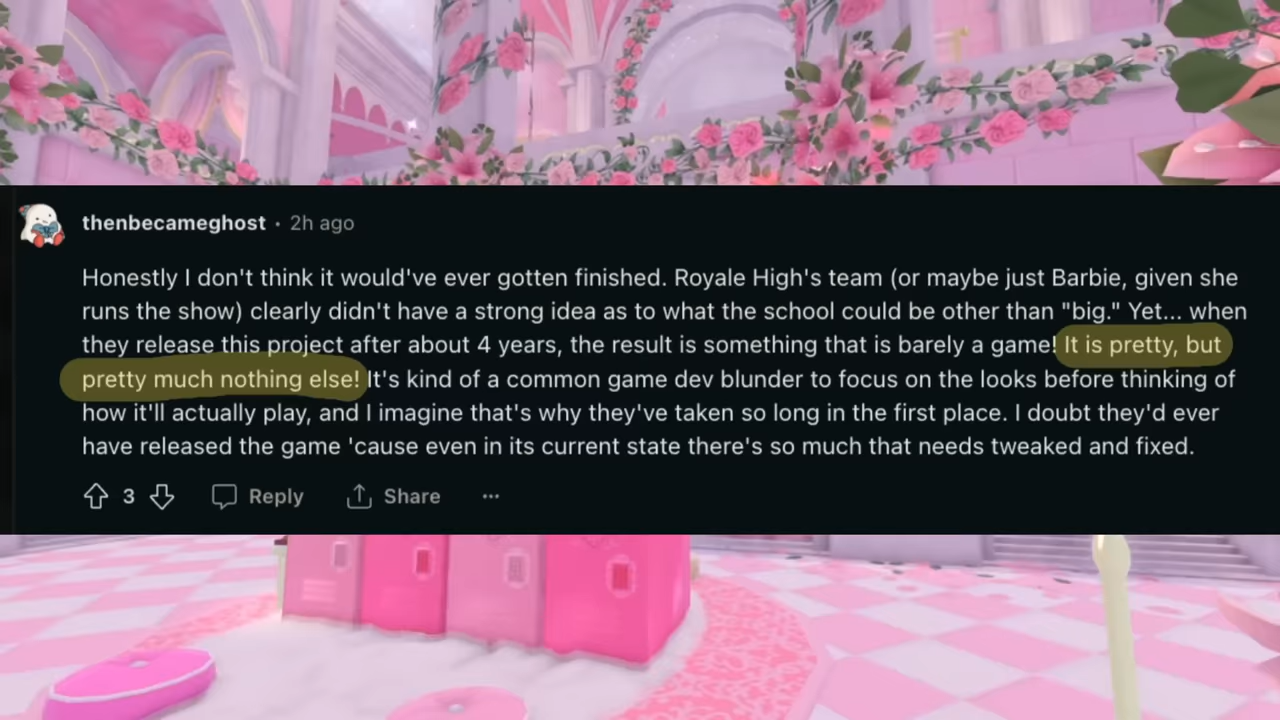 thenbecameghost · 2h ago
Honestly I don't think it would've ever gotten finished. Royale High's team (or maybe just Barbie, given she
runs the show) clearly didn't have a strong idea as to what the school could be other than "big." Yet... when
they release this project after about 4 years, the result is something that is barely a game! It is pretty, but
pretty much nothing else! It's kind of a common game dev blunder to focus on the looks before thinking of
how it'll actually play, and I imagine that's why they've taken so long in the first place. I doubt they'd ever
have released the game 'cause even in its current state there's so much that needs tweaked and fixed.
3 Reply Share ...